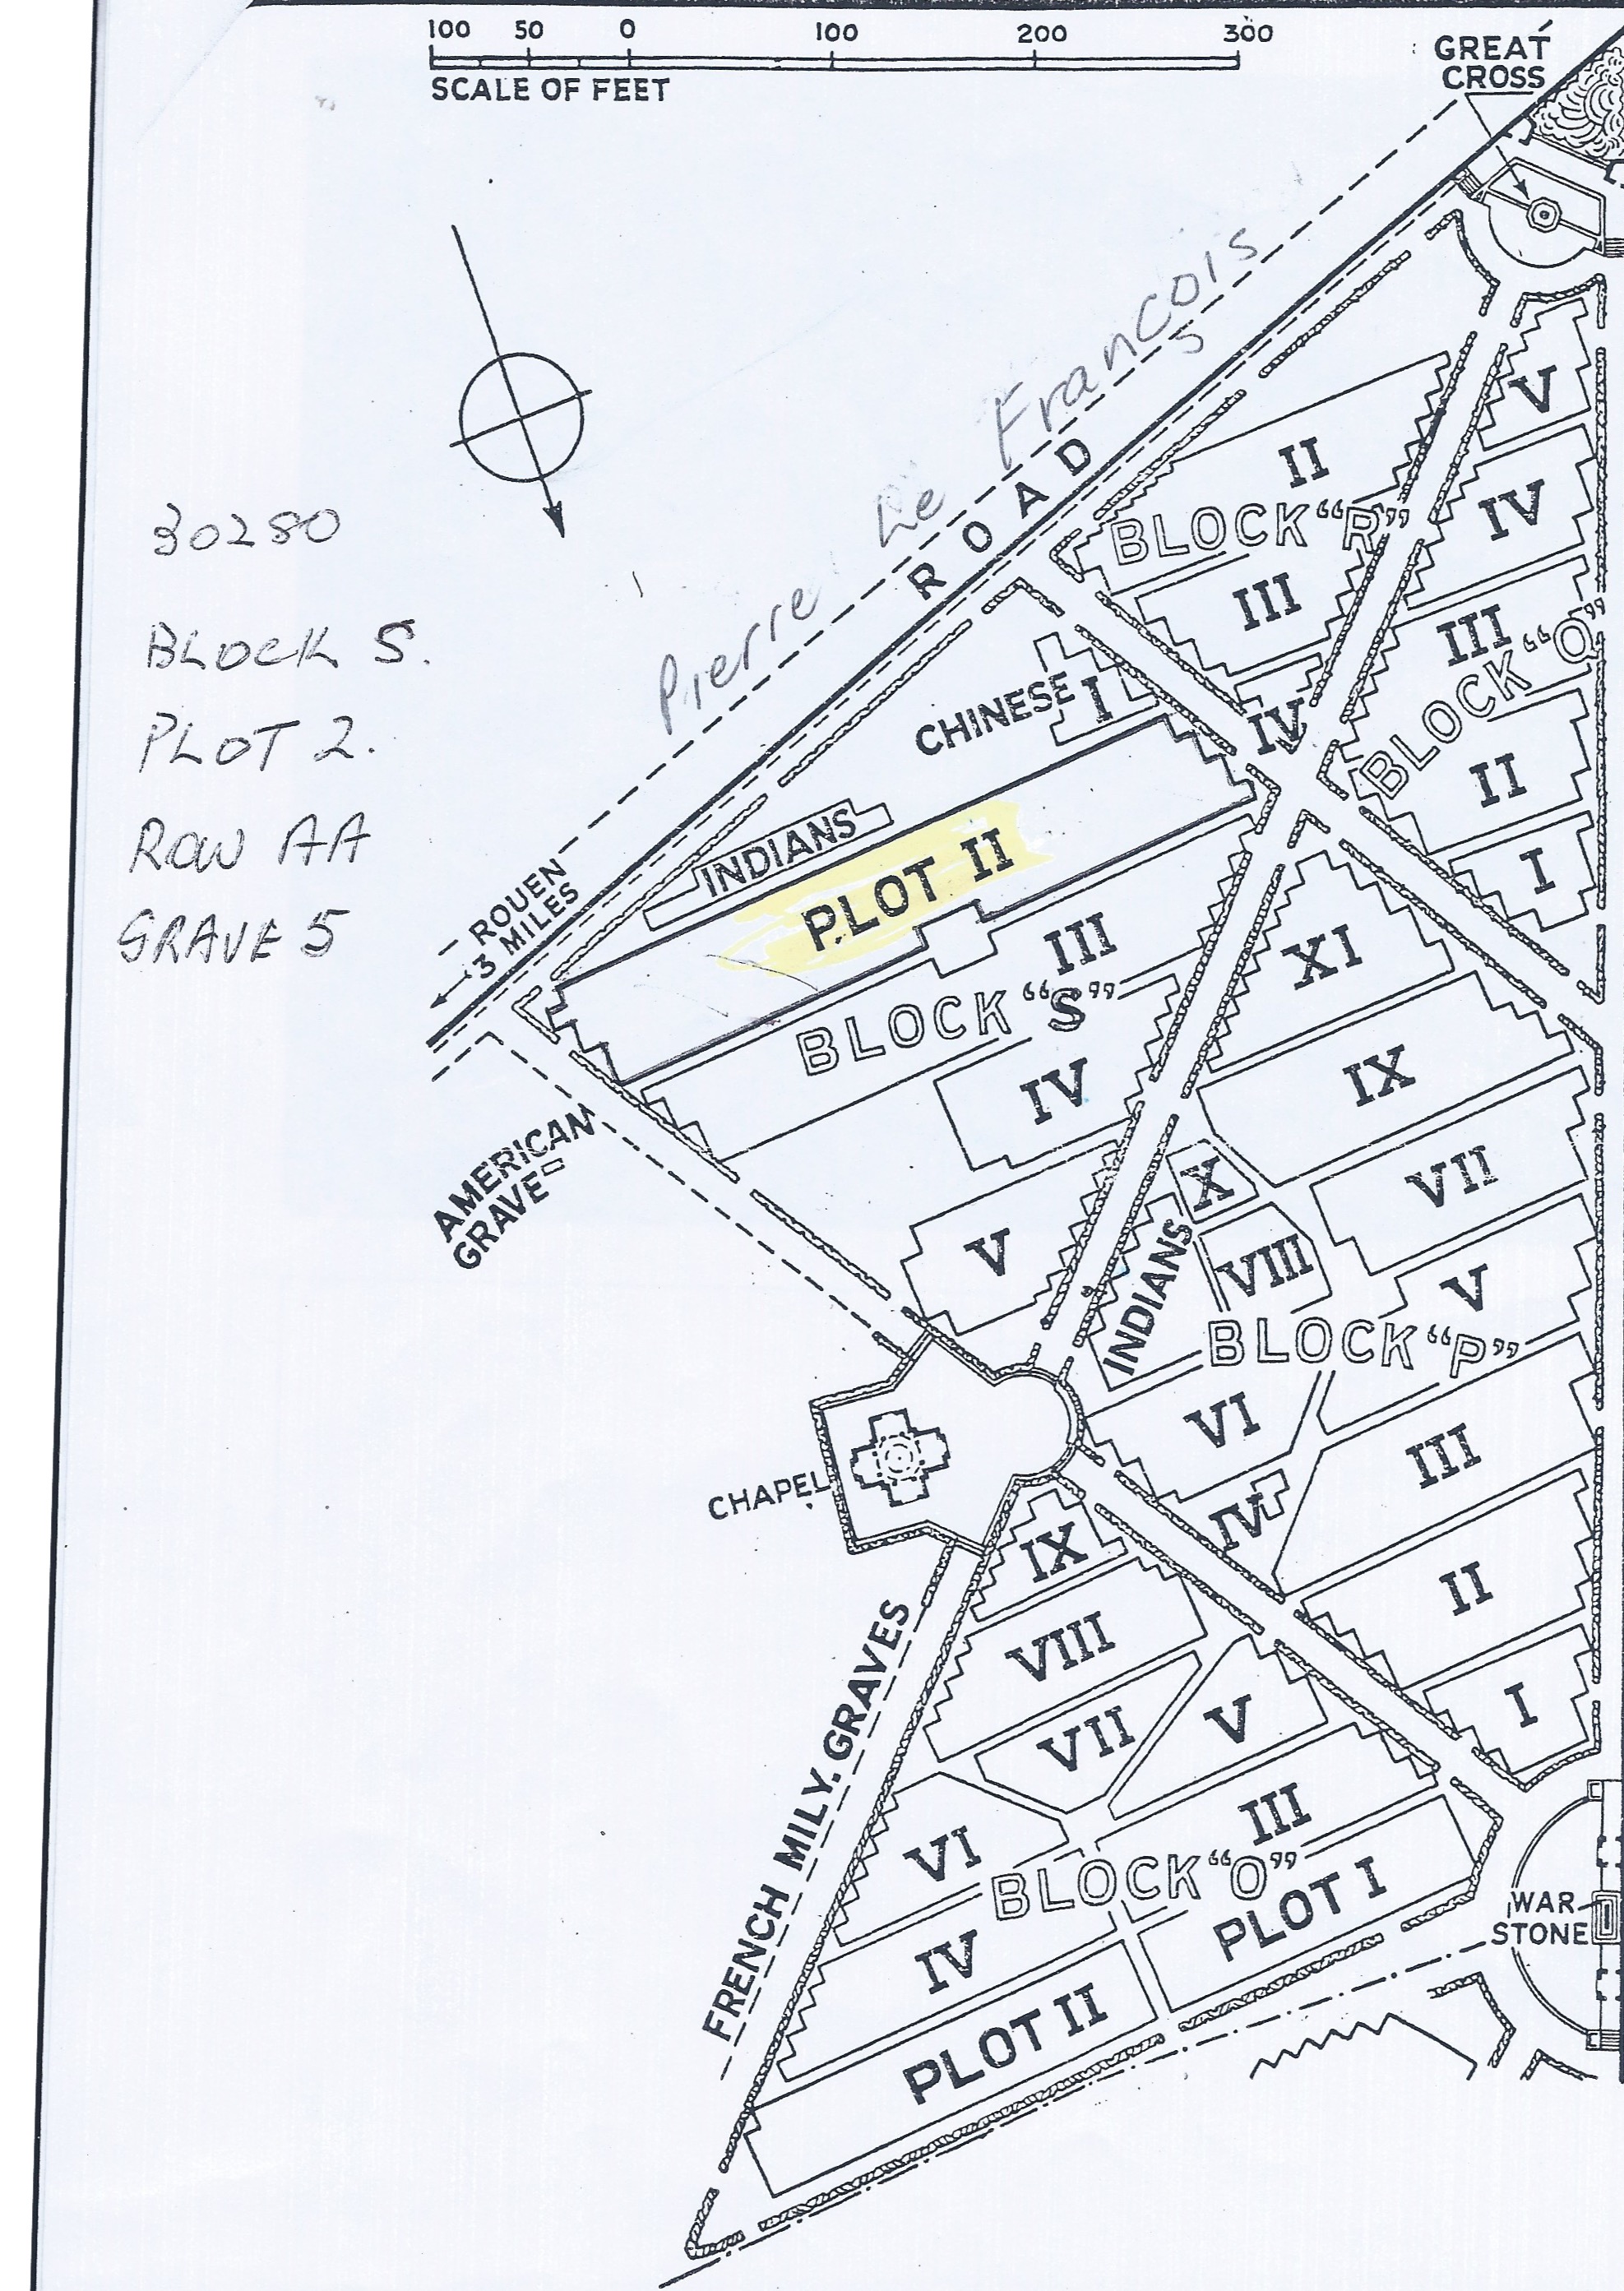 100 50 0 100 200 300
SCALE OF FEET
GREAT
CROSS
30280
BLOCK S.
PLOT 2.
ROW AA
GRAVE 5
Pierre Le Francois
ROAD
ROUEN
3 MILES
AMERICAN
GRAVE
CHINESE
INDIANS
I
PLOT II
III
BLOCK "S"
IV
V
II
BLOCK "R"
III
IV
V
IV
III
BLOCK "Q"
II
I
XI
IX
X
VII
INDIANS
VIII
V
BLOCK "P"
VI
III
IV
II
I
CHAPEL
FRENCH MILY. GRAVES
IX
VIII
VII
V
III
VI
BLOCK "O"
PLOT I
IV
PLOT II
WAR
STONE